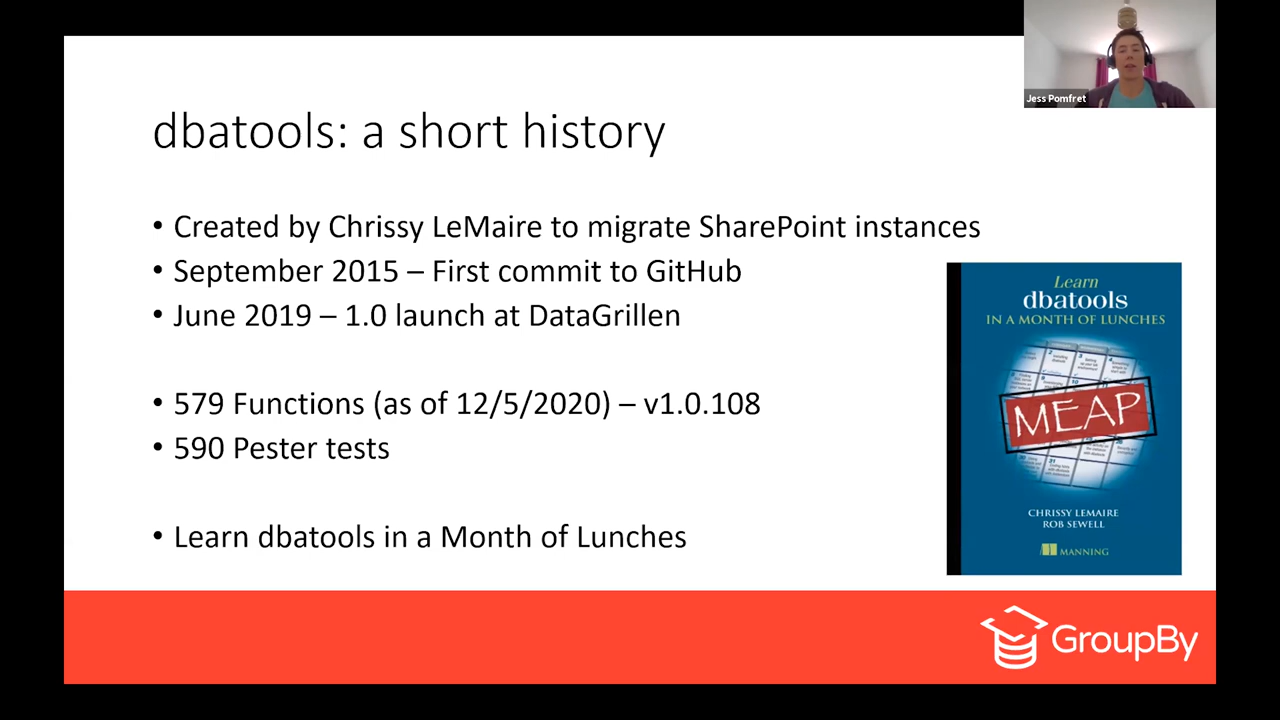 Jess Pomfret
dbatools: a short history
• Created by Chrissy LeMaire to migrate SharePoint instances
• September 2015 – First commit to GitHub
• June 2019 – 1.0 launch at DataGrillen
• 579 Functions (as of 12/5/2020) – v1.0.108
• 590 Pester tests
• Learn dbatools in a Month of Lunches
Learn
dbatools
IN A MONTH OF LUNCHES
MEAP
CHRISSY LEMAIRE
ROB SEWELL
MANNING
GroupBy